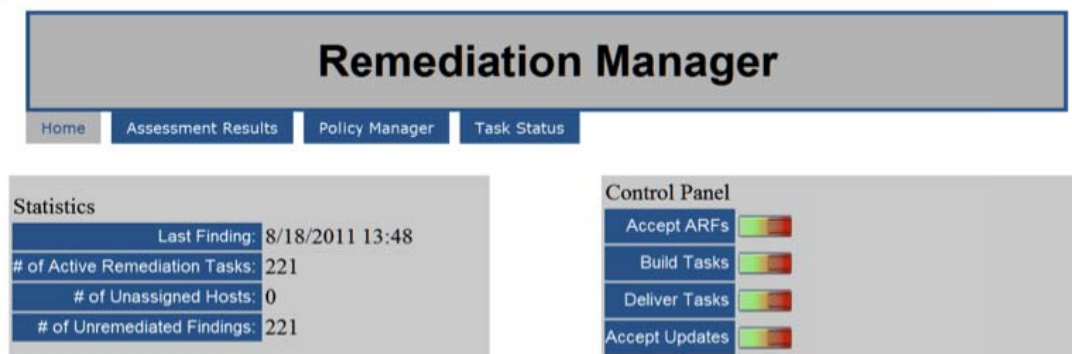 Remediation Manager
Home Assessment Results Policy Manager Task Status
Statistics
Last Finding: 8/18/2011 13:48
# of Active Remediation Tasks: 221
# of Unassigned Hosts: 0
# of Unremediated Findings: 221
Control Panel
Accept ARFs
Build Tasks
Deliver Tasks
Accept Updates